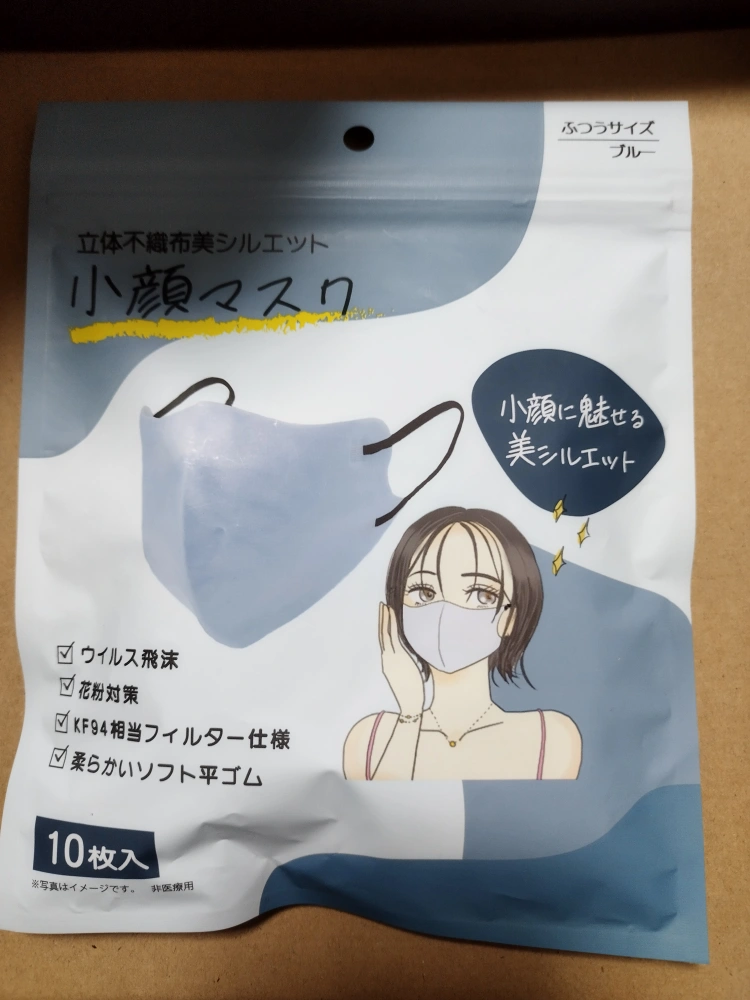 ふつうサイズ
ブルー
立体不織布美シルエット
小顔マスク
小顔に魅せる
美シルエット
ウイルス飛沫
花粉対策
KF94相当フィルター仕様
柔らかいソフト平ゴム
10枚入
※写真はイメージです。 非医療用